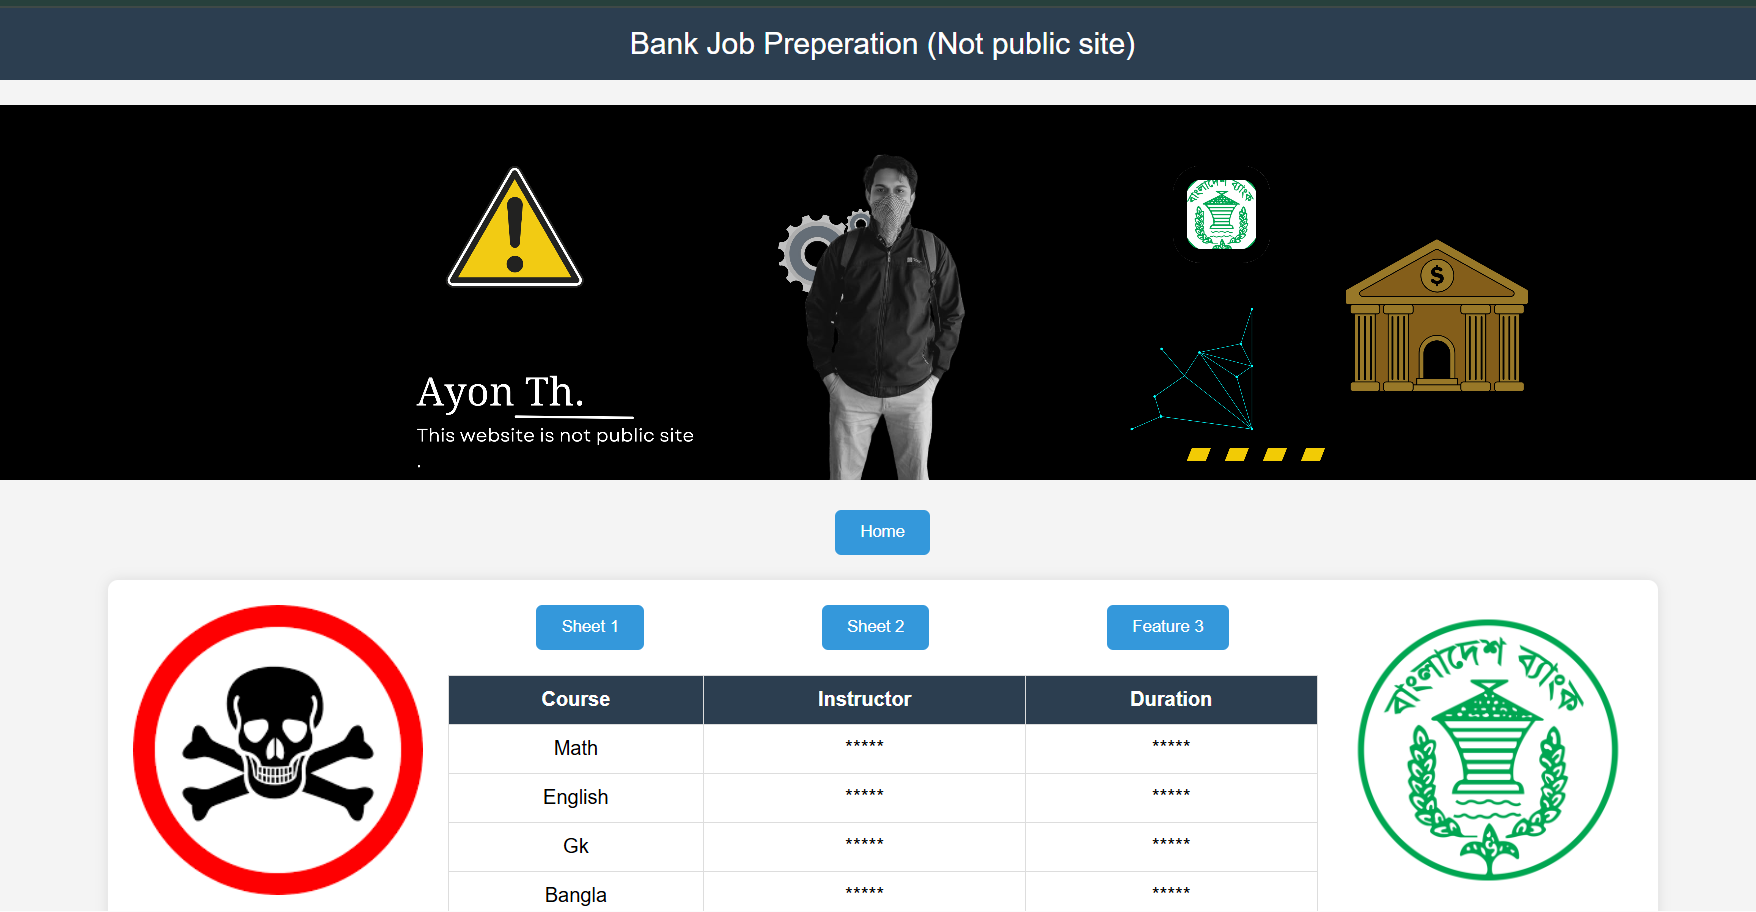 Bank Job Preperation (Not public site)
বাংলাদেশ ব্যাংক
$
Ayon Th.
This website is not public site
.
Home
Sheet 1 Sheet 2 Feature 3
বাংলাদেশ ব্যাংক
Course Instructor Duration
Math ***** *****
English ***** *****
Gk ***** *****
Bangla ***** *****